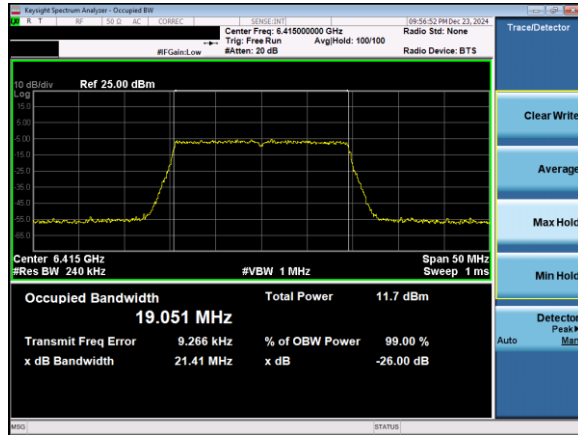 Keysight Spectrum Analyzer - Occupied BW
R T RF 50 Ω AC CORREC SENSE:INT 09:56:52 PM Dec 23, 2024
Center Freq: 6.415000000 GHz Radio Std: None
Trig: Free Run Avg|Hold: 100/100
#IFGain:Low #Atten: 20 dB Radio Device: BTS
Trace/Detector
10 dB/div Ref 25.00 dBm
Log
15.0
5.00
-5.00
-15.0
-25.0
-35.0
-45.0
-55.0
-65.0
Center 6.415 GHz Span 50 MHz
#Res BW 240 kHz #VBW 1 MHz Sweep 1 ms
Occupied Bandwidth Total Power 11.7 dBm
19.051 MHz
Transmit Freq Error 9.266 kHz % of OBW Power 99.00 %
x dB Bandwidth 21.41 MHz x dB -26.00 dB
Clear Write
Average
Max Hold
Min Hold
Detector
Peak▶
Auto Man
MSG STATUS